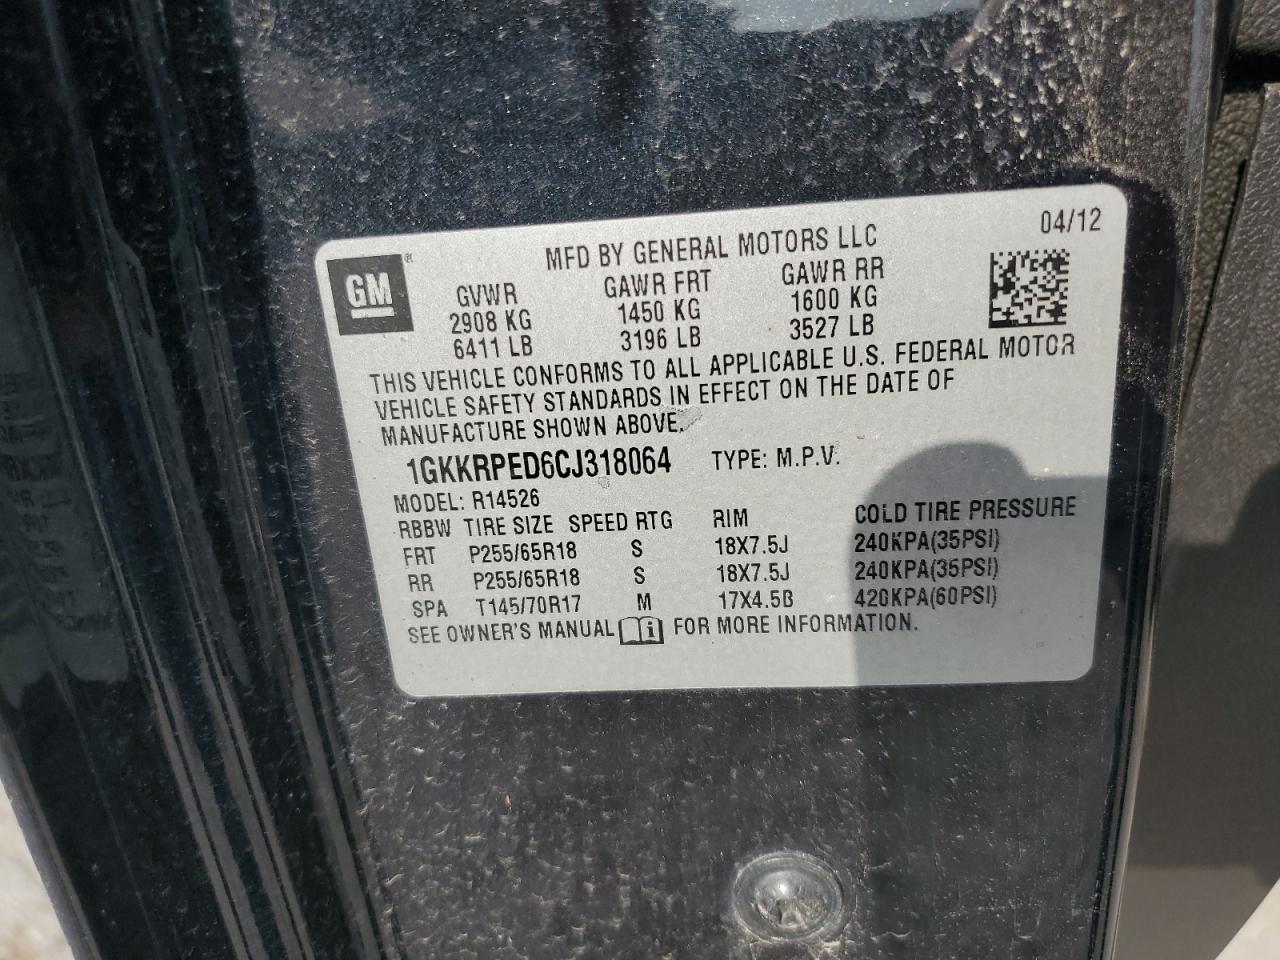 MFD BY GENERAL MOTORS LLC 04/12
GM®
GVWR GAWR FRT GAWR RR
2908 KG 1450 KG 1600 KG
6411 LB 3196 LB 3527 LB
THIS VEHICLE CONFORMS TO ALL APPLICABLE U.S. FEDERAL MOTOR
VEHICLE SAFETY STANDARDS IN EFFECT ON THE DATE OF
MANUFACTURE SHOWN ABOVE.
1GKKRPED6CJ318064 TYPE: M.P.V.
MODEL: R14526
RBBW TIRE SIZE SPEED RTG RIM COLD TIRE PRESSURE
FRT P255/65R18 S 18X7.5J 240KPA(35PSI)
RR P255/65R18 S 18X7.5J 240KPA(35PSI)
SPA T145/70R17 M 17X4.5B 420KPA(60PSI)
SEE OWNER'S MANUAL i FOR MORE INFORMATION.